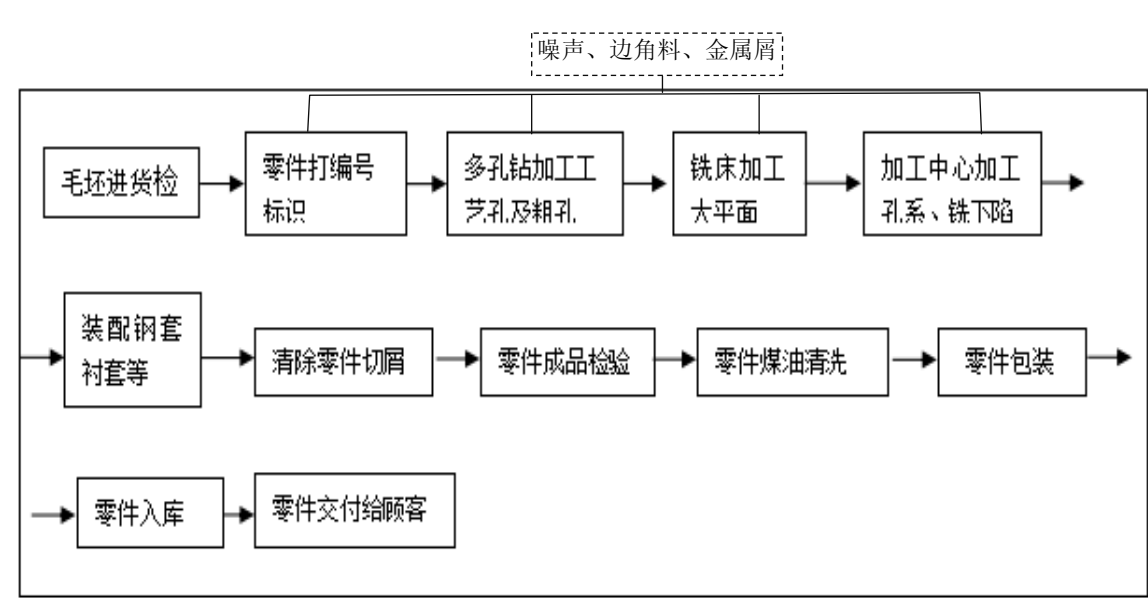 噪声、边角料、金属屑
毛坯进货检
零件打编号
标识
多孔钻加工工
艺孔及粗孔
铣床加工
大平面
加工中心加工
孔系、铣下陷
装配钢套
衬套等
清除零件切屑
零件成品检验
零件煤油清洗
零件包装
零件入库
零件交付给顾客